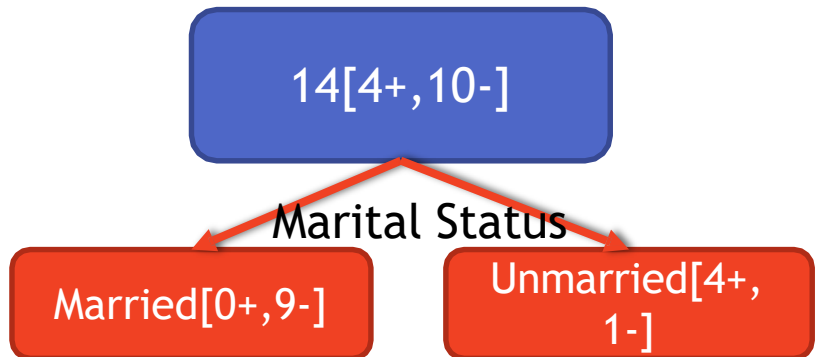 14[4+,10-]
Marital Status
Married[0+,9-]
Unmarried[4+,
1-]